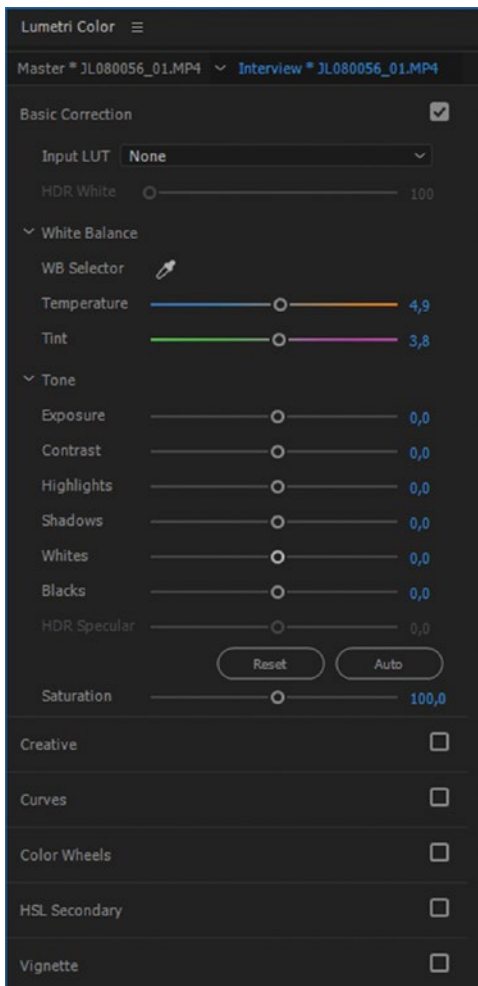 Lumetri Color
Master * JL080056_01.MP4 Interview * JL080056_01.MP4
Basic Correction
Input LUT None
HDR White 100
White Balance
WB Selector
Temperature 4,9
Tint 3,8
Tone
Exposure 0,0
Contrast 0,0
Highlights 0,0
Shadows 0,0
Whites 0,0
Blacks 0,0
HDR Specular 0,0
Reset Auto
Saturation 100,0
Creative
Curves
Color Wheels
HSL Secondary
Vignette